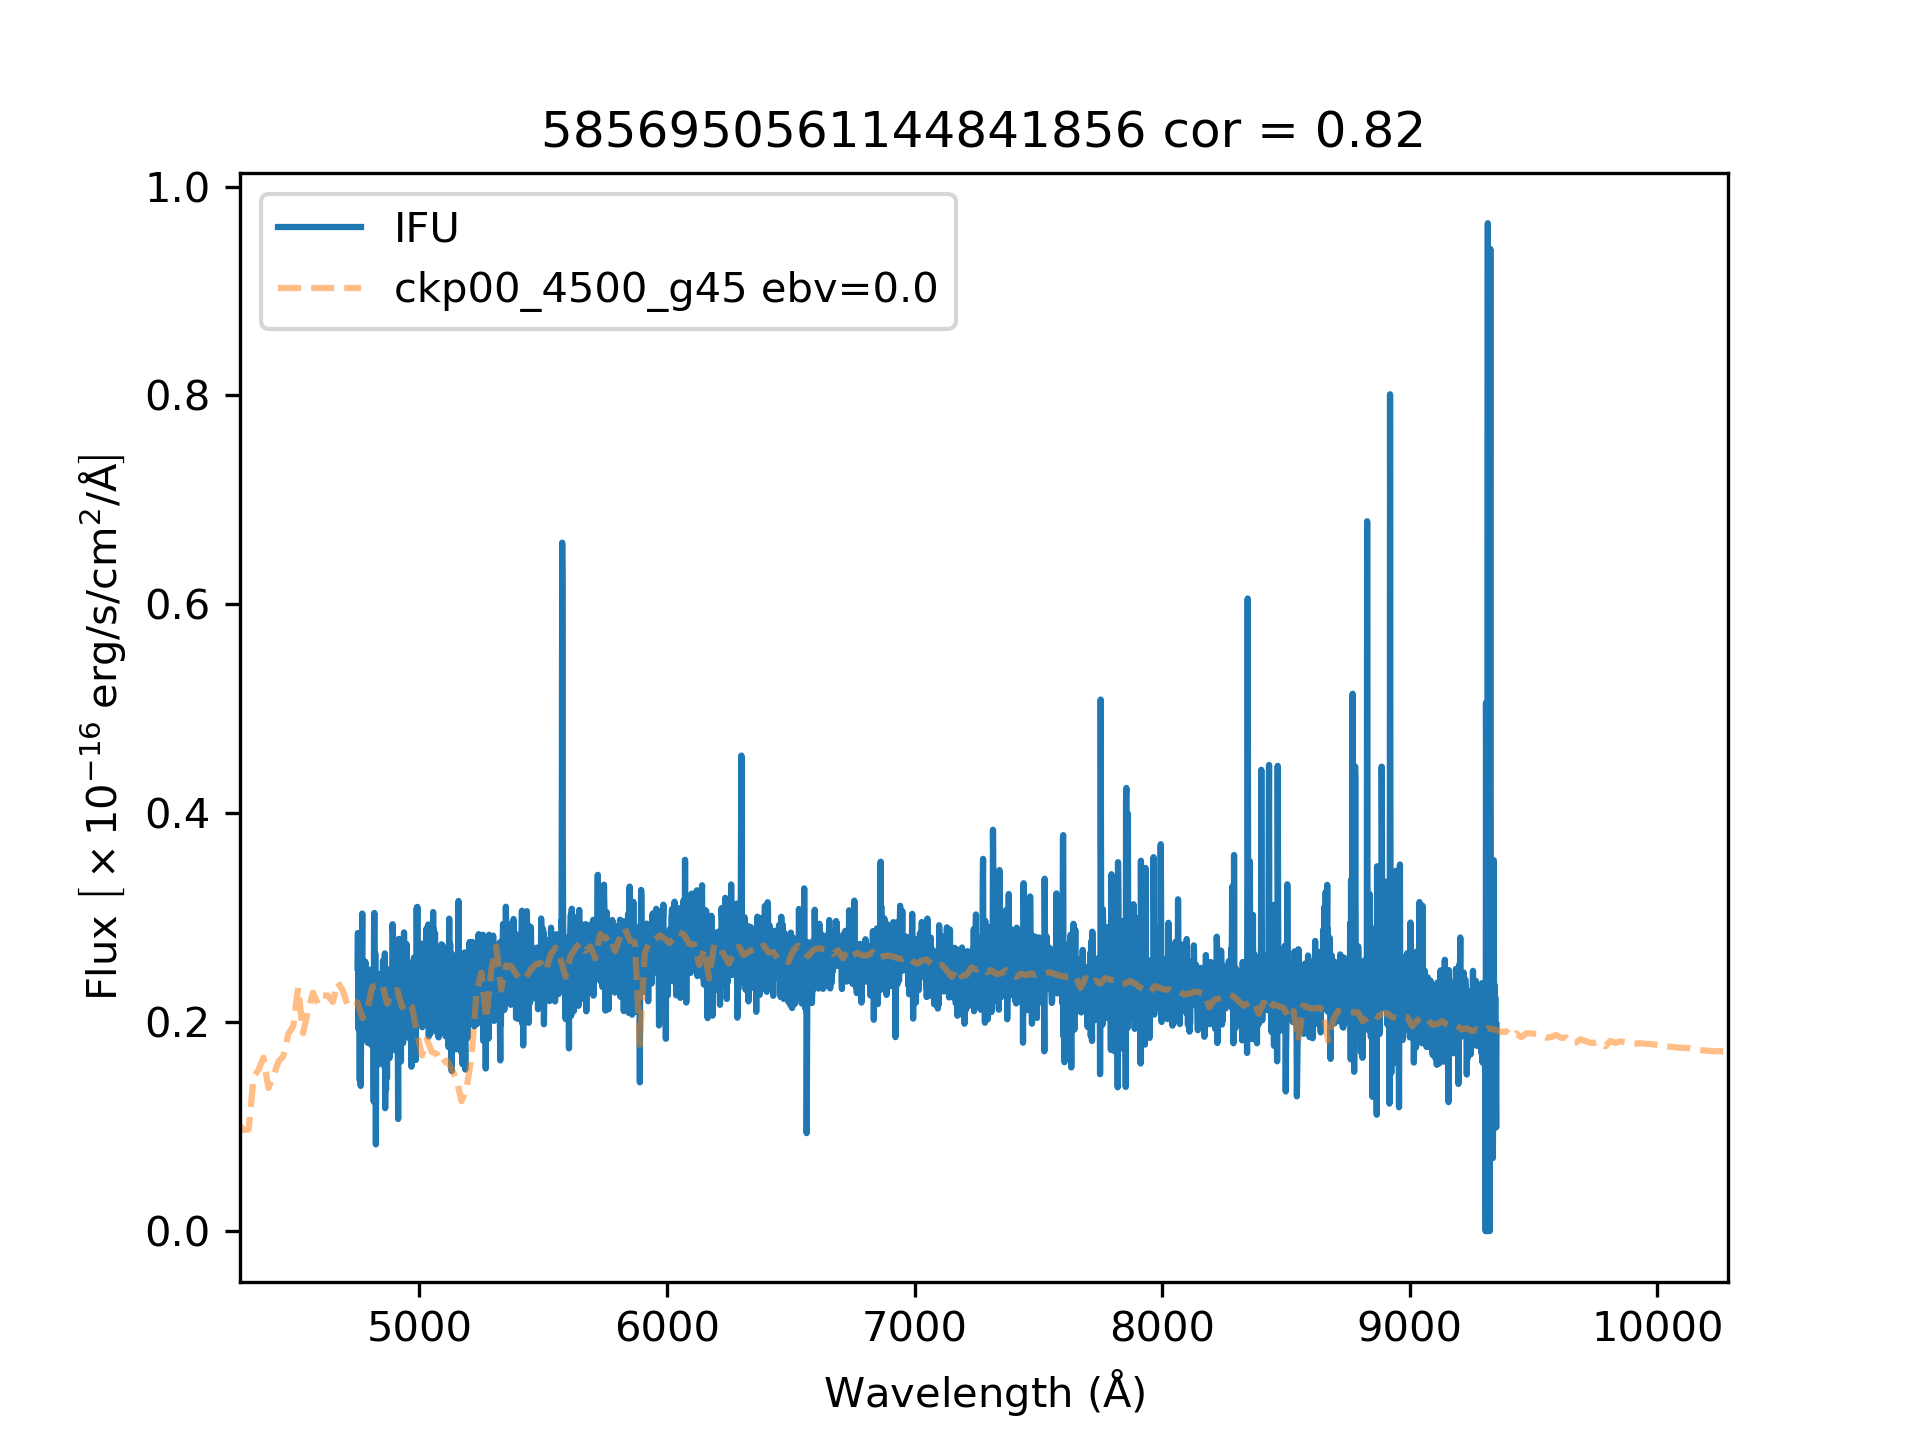 5856950561144841856 cor = 0.82
IFU
ckp00_4500_g45 ebv=0.0
Flux [× 10⁻¹⁶ erg/s/cm²/Å]
1.0
0.8
0.6
0.4
0.2
0.0
5000 6000 7000 8000 9000 10000
Wavelength (Å)